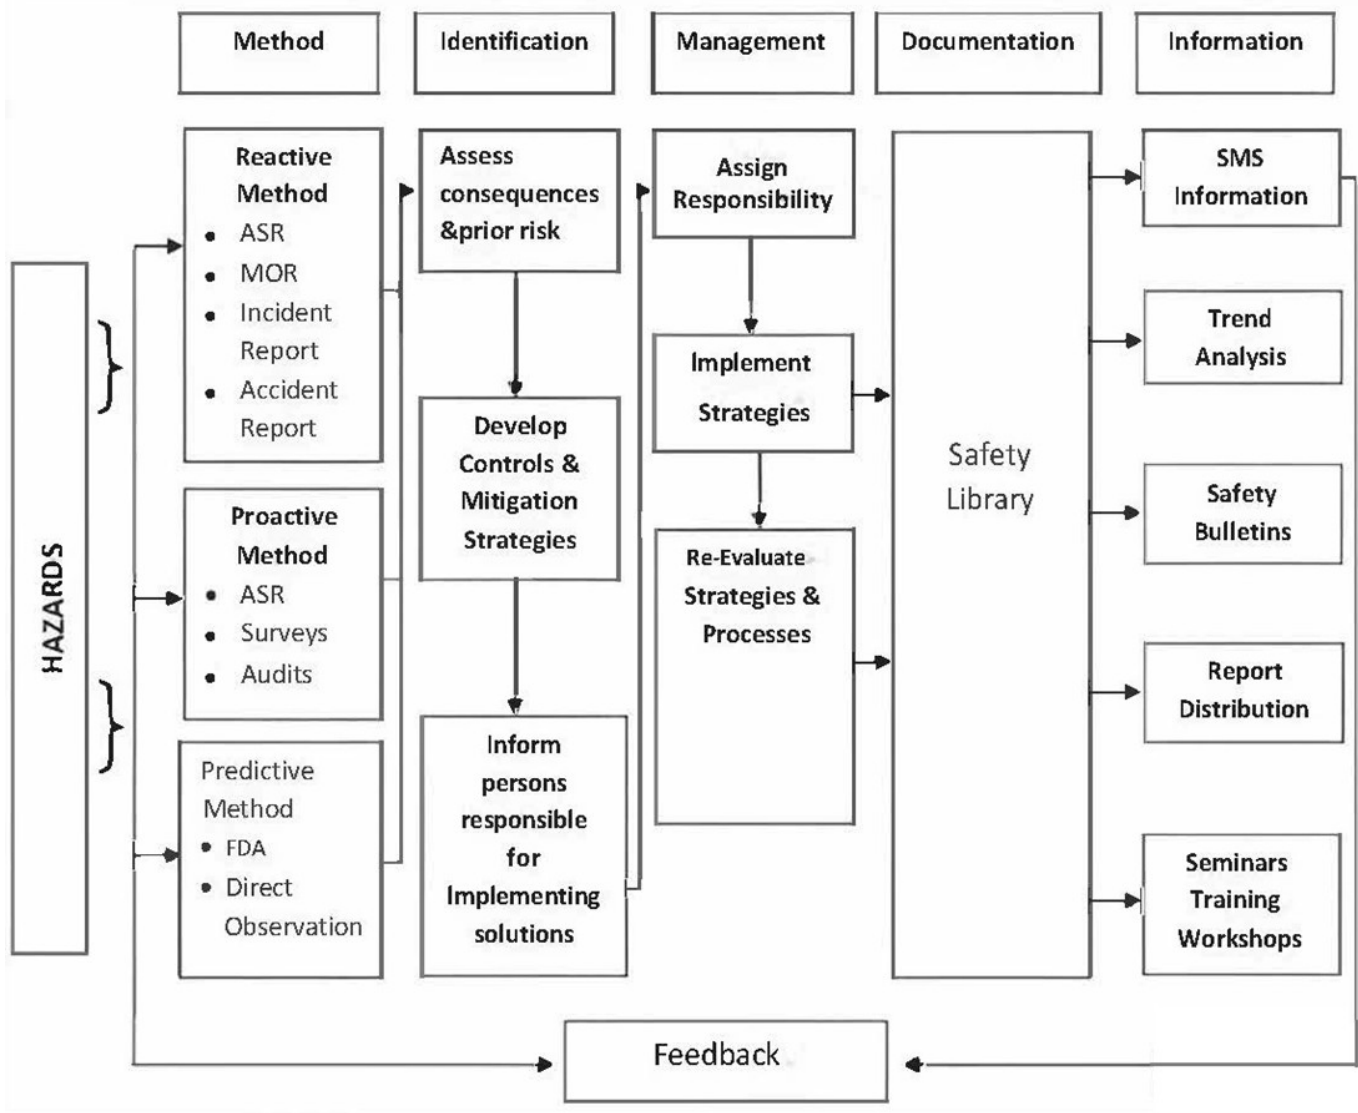 Method
Identification
Management
Documentation
Information
HAZARDS
Reactive
Method
• ASR
• MOR
• Incident
Report
• Accident
Report
Proactive
Method
• ASR
• Surveys
• Audits
Predictive
Method
• FDA
• Direct
Observation
Assess
consequences
&prior risk
Develop
Controls &
Mitigation
Strategies
Inform
persons
responsible
for
Implementing
solutions
Assign
Responsibility
Implement
Strategies
Re-Evaluate
Strategies &
Processes
Safety
Library
SMS
Information
Trend
Analysis
Safety
Bulletins
Report
Distribution
Seminars
Training
Workshops
Feedback